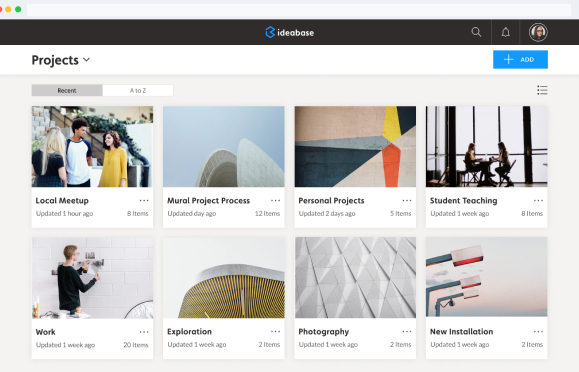 ideabase
Projects
ADD
Recent
A to Z
Local Meetup
Updated 1 hour ago
8 Items
Mural Project Process
Updated day ago
12 Items
Personal Projects
Updated 2 days ago
5 Items
Student Teaching
Updated 1 week ago
8 Items
Work
Updated 1 week ago
20 Items
Exploration
Updated 1 week ago
2 Items
Photography
Updated 1 week ago
2 Items
New Installation
Updated 1 week ago
2 Items